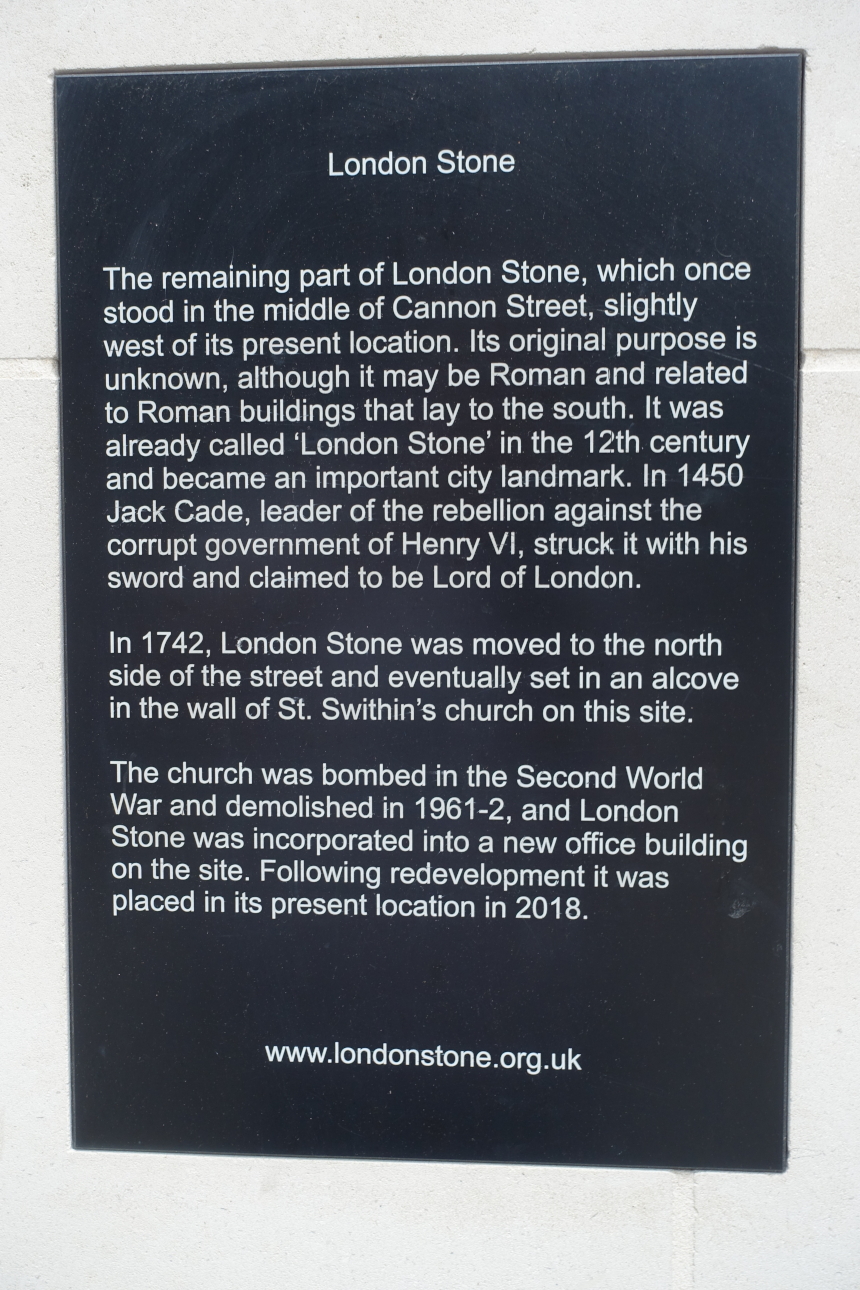 London Stone
The remaining part of London Stone, which once
stood in the middle of Cannon Street, slightly
west of its present location. Its original purpose is
unknown, although it may be Roman and related
to Roman buildings that lay to the south. It was
already called ‘London Stone’ in the 12th century
and became an important city landmark. In 1450
Jack Cade, leader of the rebellion against the
corrupt government of Henry VI, struck it with his
sword and claimed to be Lord of London.
In 1742, London Stone was moved to the north
side of the street and eventually set in an alcove
in the wall of St. Swithin’s church on this site.
The church was bombed in the Second World
War and demolished in 1961-2, and London
Stone was incorporated into a new office building
on the site. Following redevelopment it was
placed in its present location in 2018.
www.londonstone.org.uk